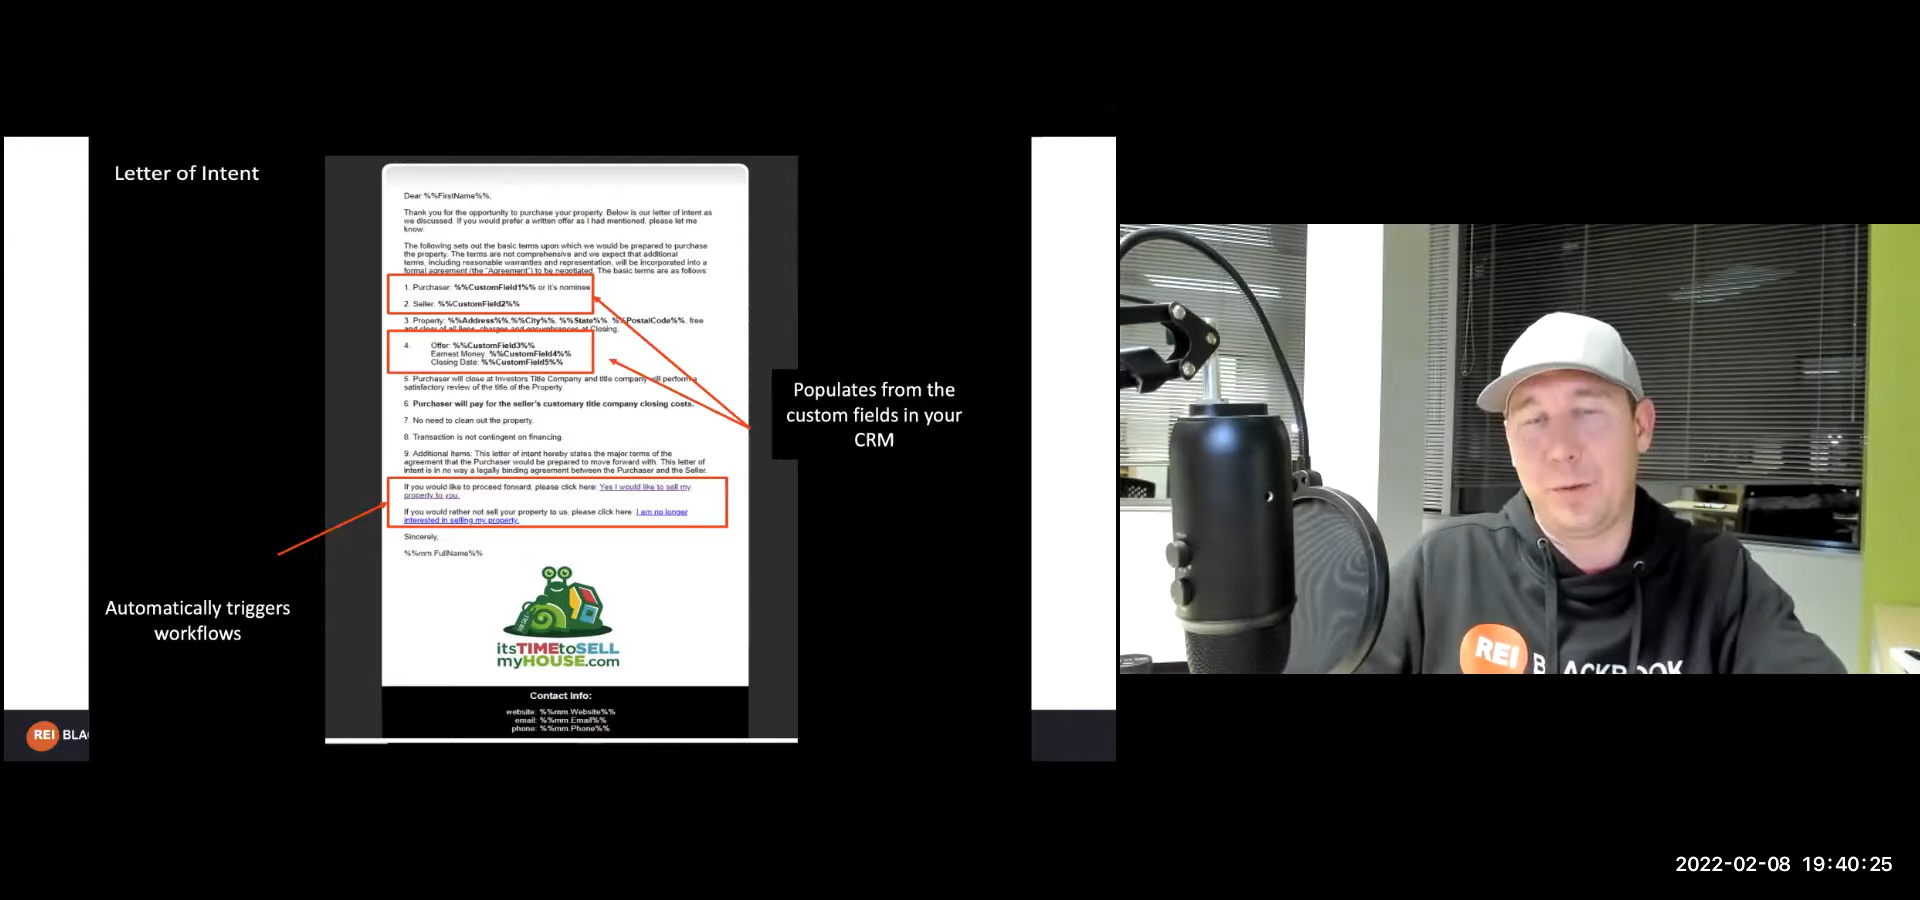 Letter of Intent
Dear %%FirstName%%,
Thank you for the opportunity to purchase your property. Below is our letter of intent as
we discussed. If you would prefer a written offer as I had mentioned, please let me
know.
The following sets out the basic terms upon which we would be prepared to purchase
the property. The terms are not comprehensive and we expect that additional
terms, including reasonable warranties and representation, will be incorporated into a
formal agreement (the "Agreement") to be negotiated. The basic terms are as follows:
1. Purchaser: %%CustomField1%% or it's nominee
2. Seller: %%CustomField2%%
3. Property: %%Address%%,%%City%%, %%State%% %%PostalCode%%, free
and clear of all liens, charges and encumbrances at Closing.
4. Offer: %%CustomField3%%
Earnest Money: %%CustomField4%%
Closing Date: %%CustomField5%%
5. Purchaser will close at Investors Title Company and title company will perform a
satisfactory review of the title of the Property.
6. Purchaser will pay for the seller's customary title company closing costs.
7. No need to clean out the property.
8. Transaction is not contingent on financing.
9. Additional Items: This letter of intent hereby states the major terms of the
agreement that the Purchaser would be prepared to move forward with. This letter of
intent is in no way a legally binding agreement between the Purchaser and the Seller.
If you would like to proceed forward, please click here: Yes I would like to sell my
property to you.
If you would rather not sell your property to us, please click here: I am no longer
interested in selling my property.
Sincerely,
%%mm.FullName%%
FOR SALE
itsTIMEtoSELL
myHOUSE.com
Contact Info:
website: %%mm.Website%%
email: %%mm.Email%%
phone: %%mm.Phone%%
Populates from the
custom fields in your
CRM
Automatically triggers
workflows
REI BLA
REI BLACKBOOK
2022-02-08 19:40:25